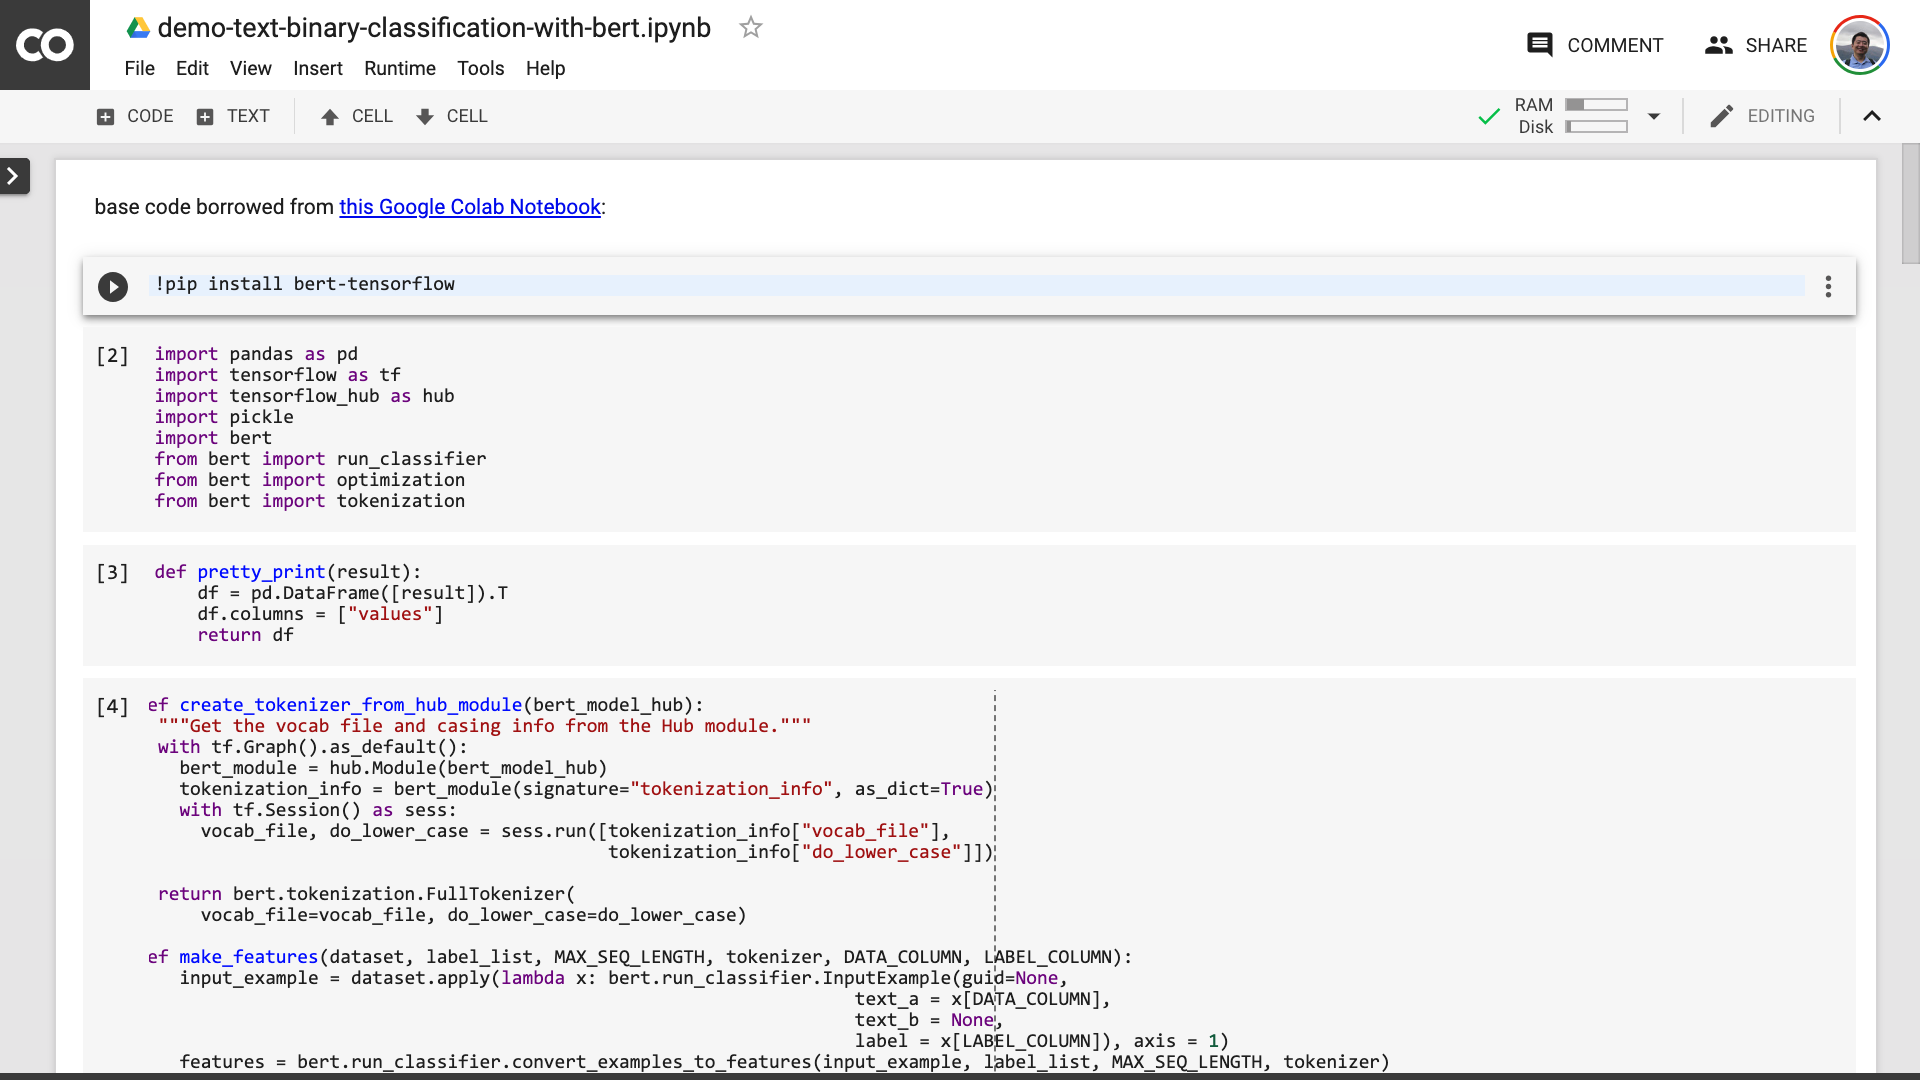 CO
demo-text-binary-classification-with-bert.ipynb
File Edit View Insert Runtime Tools Help
COMMENT SHARE
CODE TEXT CELL CELL
RAM
Disk
EDITING
base code borrowed from this Google Colab Notebook:
!pip install bert-tensorflow
[2] import pandas as pd
import tensorflow as tf
import tensorflow_hub as hub
import pickle
import bert
from bert import run_classifier
from bert import optimization
from bert import tokenization
[3] def pretty_print(result):
df = pd.DataFrame([result]).T
df.columns = ["values"]
return df
[4] ef create_tokenizer_from_hub_module(bert_model_hub):
"""Get the vocab file and casing info from the Hub module."""
with tf.Graph().as_default():
bert_module = hub.Module(bert_model_hub)
tokenization_info = bert_module(signature="tokenization_info", as_dict=True)
with tf.Session() as sess:
vocab_file, do_lower_case = sess.run([tokenization_info["vocab_file"],
tokenization_info["do_lower_case"]])
return bert.tokenization.FullTokenizer(
vocab_file=vocab_file, do_lower_case=do_lower_case)
ef make_features(dataset, label_list, MAX_SEQ_LENGTH, tokenizer, DATA_COLUMN, LABEL_COLUMN):
input_example = dataset.apply(lambda x: bert.run_classifier.InputExample(guid=None,
text_a = x[DATA_COLUMN],
text_b = None,
label = x[LABEL_COLUMN]), axis = 1)
features = bert.run_classifier.convert_examples_to_features(input_example, label_list, MAX_SEQ_LENGTH, tokenizer)